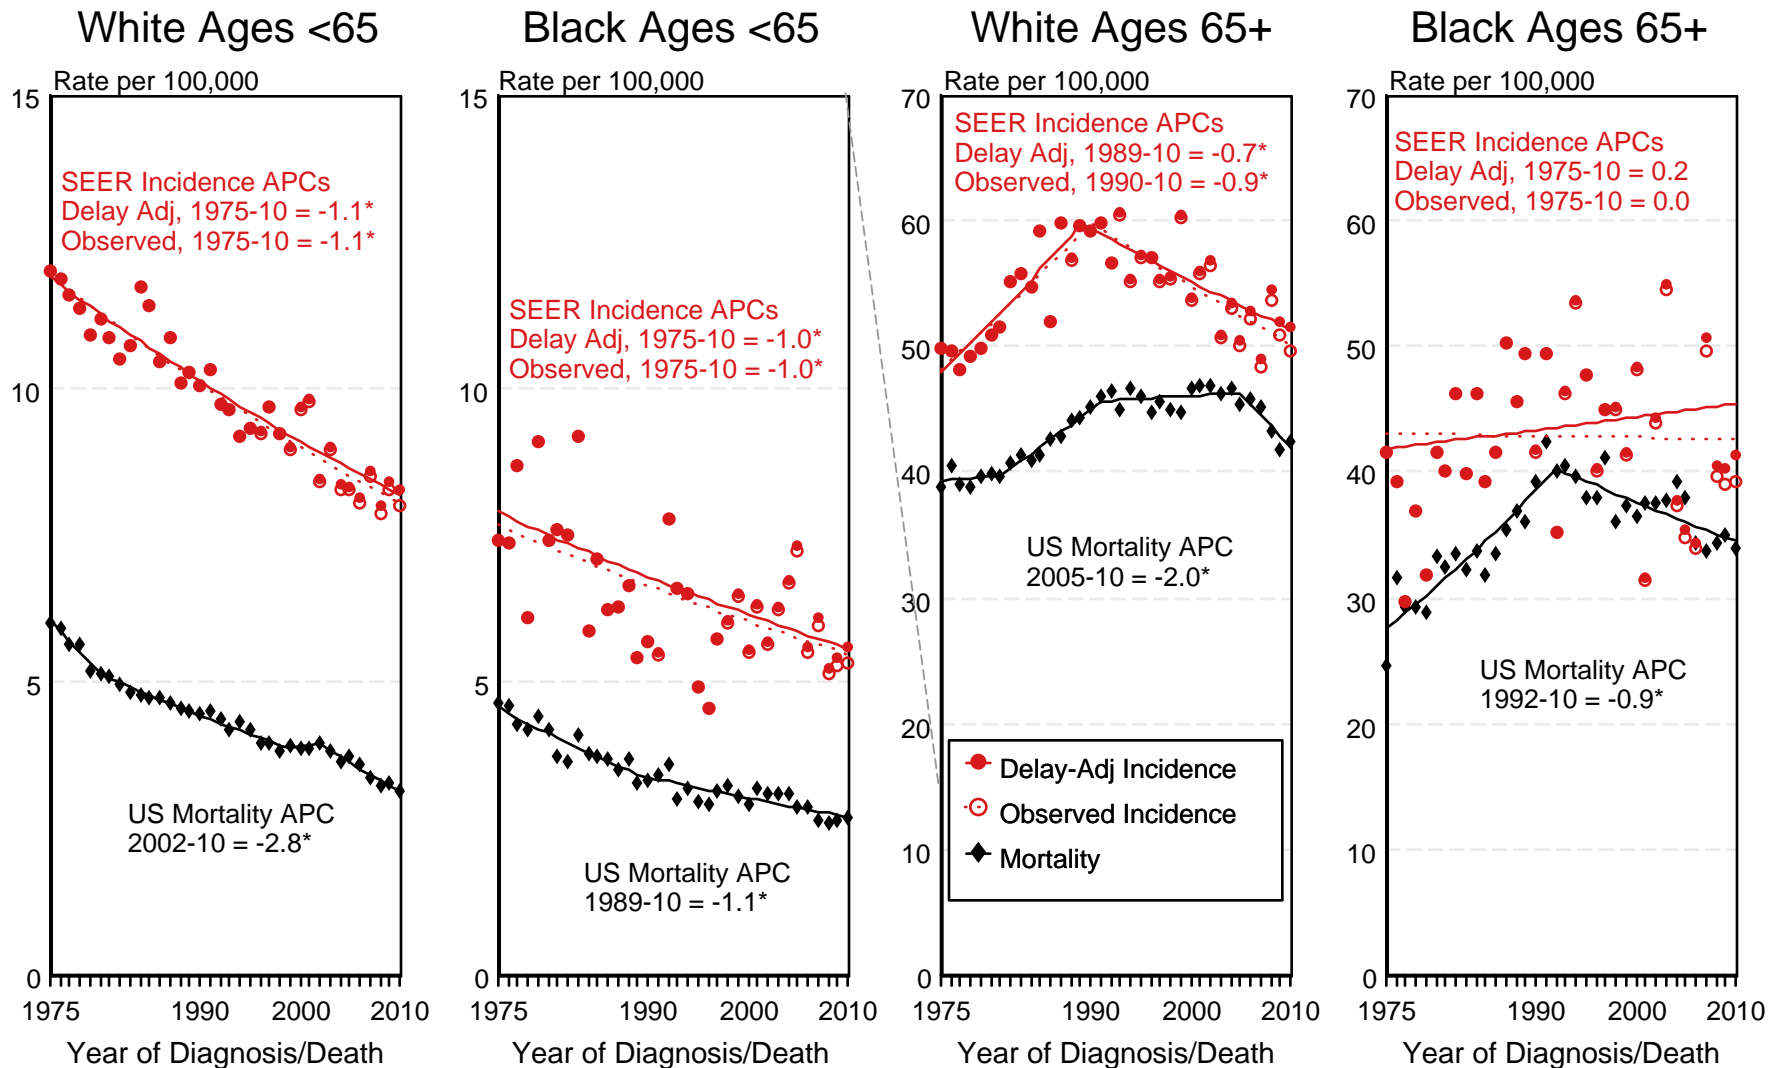 White Ages <65
Rate per 100,000
15
10
5
0
SEER Incidence APCs
Delay Adj, 1975-10 = -1.1*
Observed, 1975-10 = -1.1*
US Mortality APC
2002-10 = -2.8*
1975 1990 2000 2010
Year of Diagnosis/Death
Black Ages <65
Rate per 100,000
15
10
5
0
SEER Incidence APCs
Delay Adj, 1975-10 = -1.0*
Observed, 1975-10 = -1.0*
US Mortality APC
1989-10 = -1.1*
1975 1990 2000 2010
Year of Diagnosis/Death
White Ages 65+
Rate per 100,000
70
60
50
40
30
20
10
0
SEER Incidence APCs
Delay Adj, 1989-10 = -0.7*
Observed, 1990-10 = -0.9*
US Mortality APC
2005-10 = -2.0*
Delay-Adj Incidence
Observed Incidence
Mortality
1975 1990 2000 2010
Year of Diagnosis/Death
Black Ages 65+
Rate per 100,000
70
60
50
40
30
20
10
0
SEER Incidence APCs
Delay Adj, 1975-10 = 0.2
Observed, 1975-10 = 0.0
US Mortality APC
1992-10 = -0.9*
1975 1990 2000 2010
Year of Diagnosis/Death